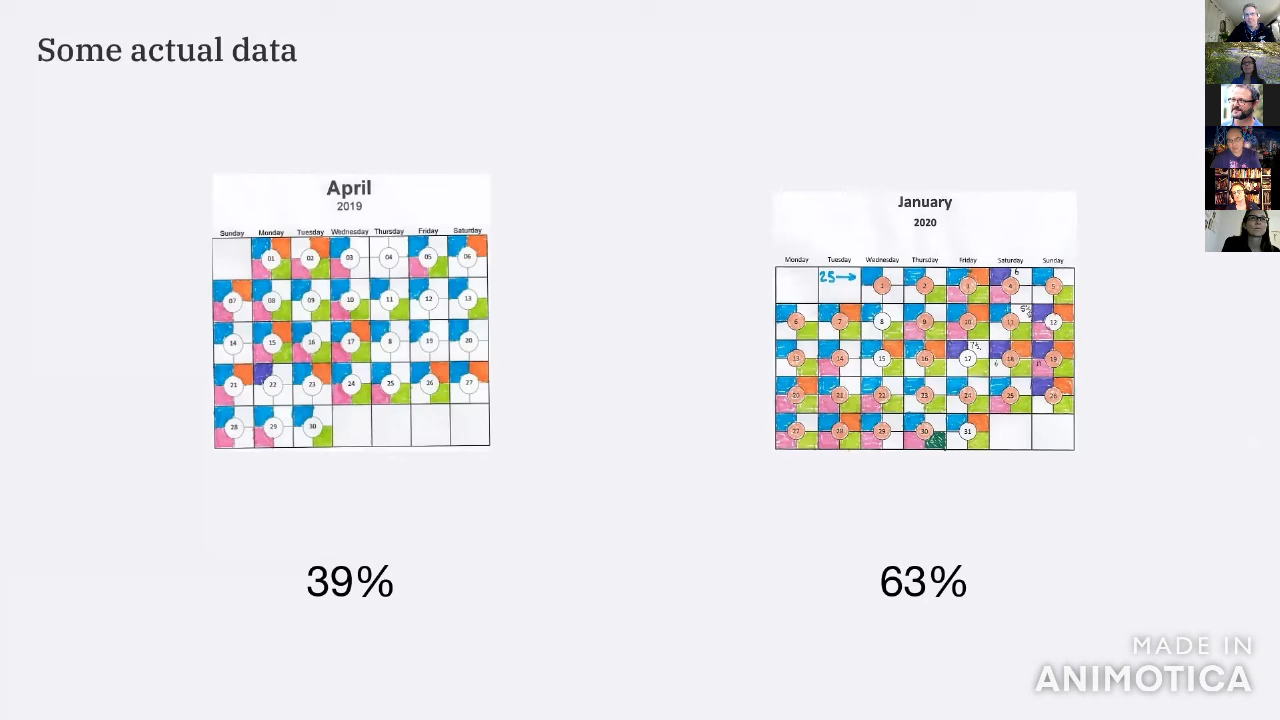 Some actual data
April
2019
Sunday Monday Tuesday Wednesday Thursday Friday Saturday
01 02 03 04 05 06
07 08 09 10 11 12 13
14 15 16 17 8 19 20
21 22 23 24 25 26 27
28 29 30
January
2020
Monday Tuesday Wednesday Thursday Friday Saturday Sunday
25→ 1 2 3 4 6 5
6 7 8 9 10 11 12
13 14 15 16 17 18 19
20 21 22 23 24 25 26
27 28 29 30 31
39%
63%
MADE IN
ANIMOTICA